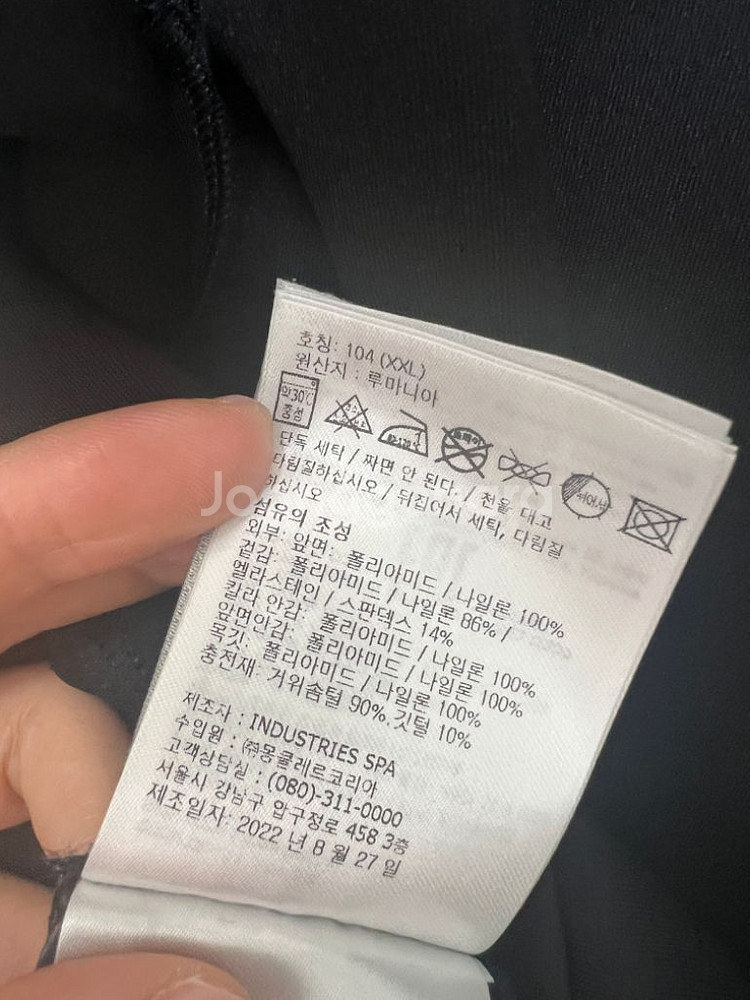 호칭: 104 (XXL)
원산지 : 루마니아
약30℃
중성
단독 세탁 / 짜면 안 된다. / 천을 대고
다림질하십시오 / 뒤집어서 세탁, 다림질
하십시오
섬유의 조성
외부: 앞면: 폴리아미드 / 나일론 100%
겉감: 폴리아미드 / 나일론 86% /
엘라스테인 / 스판덱스 14%
칼라 안감: 폴리아미드 / 나일론 100%
앞면안감: 폴리아미드 / 나일론 100%
목깃: 폴리아미드 / 나일론 100%
충전재: 거위솜털 90%, 깃털 10%
제조자 : INDUSTRIES SPA
수입원 : ㈜몽클레르코리아
고객상담실 : (080)-311-0000
서울시 강남구 압구정로 458 3층
제조일자: 2022 년 8 월 27 일